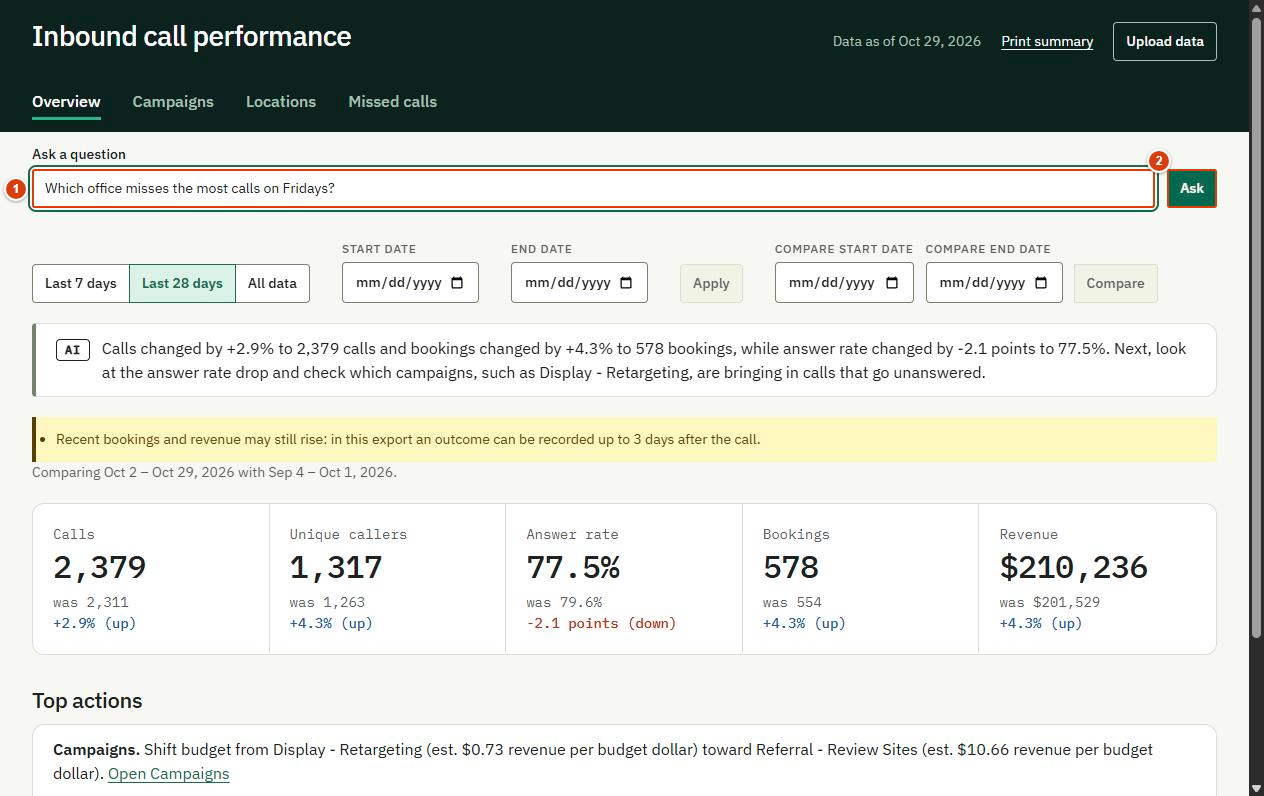 Inbound call performance
Data as of Oct 29, 2026
Print summary
Upload data
Overview
Campaigns
Locations
Missed calls
Ask a question
1
Which office misses the most calls on Fridays?
2
Ask
Last 7 days
Last 28 days
All data
START DATE
mm/dd/yyyy
END DATE
mm/dd/yyyy
Apply
COMPARE START DATE
mm/dd/yyyy
COMPARE END DATE
mm/dd/yyyy
Compare
AI
Calls changed by +2.9% to 2,379 calls and bookings changed by +4.3% to 578 bookings, while answer rate changed by -2.1 points to 77.5%. Next, look
at the answer rate drop and check which campaigns, such as Display - Retargeting, are bringing in calls that go unanswered.
• Recent bookings and revenue may still rise: in this export an outcome can be recorded up to 3 days after the call.
Comparing Oct 2 – Oct 29, 2026 with Sep 4 – Oct 1, 2026.
Calls
2,379
was 2,311
+2.9% (up)
Unique callers
1,317
was 1,263
+4.3% (up)
Answer rate
77.5%
was 79.6%
-2.1 points (down)
Bookings
578
was 554
+4.3% (up)
Revenue
$210,236
was $201,529
+4.3% (up)
Top actions
Campaigns. Shift budget from Display - Retargeting (est. $0.73 revenue per budget dollar) toward Referral - Review Sites (est. $10.66 revenue per budget
dollar). Open Campaigns